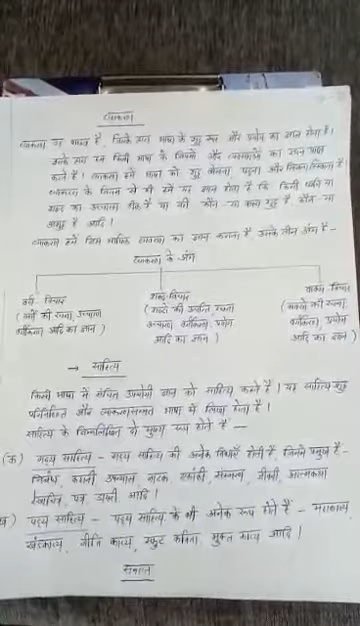 व्याकरण
व्याकरण वह शास्त्र है, जिसके द्वारा भाषा के शुद्ध रूप और प्रयोग का ज्ञान होता है।
उसके द्वारा हम किसी भाषा के नियमों और व्यवस्थाओं का ज्ञान प्राप्त
करते हैं। व्याकरण हमें भाषा को शुद्ध बोलना, पढ़ना और लिखना सिखाता है।
व्याकरण के नियम से ही हमें यह ज्ञान होता है कि किसी ध्वनि या
शब्द का उच्चारण ठीक है या नहीं कौन-सा वाक्य शुद्ध है कौन-सा
अशुद्ध है आदि।
व्याकरण हमें जिस भाषिक व्यवस्था का ज्ञान कराता है उसके तीन अंग हैं –
व्याकरण के अंग
वर्ण विचार
(वर्णों की रचना, उच्चारण
वर्गीकरण आदि का ज्ञान)
शब्द-विचार
(शब्दों की उत्पत्ति, रचना
उच्चारण वर्गीकरण, प्रयोग
आदि का ज्ञान)
वाक्य-विचार
(वाक्यों की रचना,
वर्गीकरण प्रयोग
आदि का ज्ञान)
→ साहित्य
किसी भाषा में संचित उपयोगी ज्ञान को साहित्य कहते हैं। यह साहित्य शुद्ध
परिनिष्ठित और व्याकरणसम्मत भाषा में लिखा होता है।
साहित्य के निम्नलिखित दो मुख्य रूप होते हैं —
(क) गद्य साहित्य - गद्य साहित्य की अनेक विधाएँ होती हैं, जिनमें प्रमुख हैं-
निबंध, कहानी उपन्यास, नाटक, एकांकी, संस्मरण, जीवनी, आत्मकथा
रेखाचित्र, पत्र, डायरी आदि।
ख) पद्य साहित्य - पद्य साहित्य के भी अनेक रूप होते हैं - महाकाव्य,
खंडकाव्य, गीति काव्य, स्फुट कविता, मुक्त काव्य आदि।
समाप्त